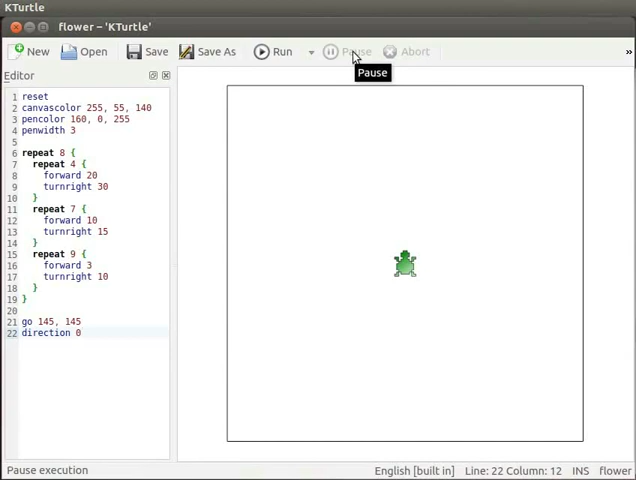 KTurtle
flower – 'KTurtle'
New Open Save Save As Run Pause Abort »
Pause
Editor
1 reset
2 canvascolor 255, 55, 140
3 pencolor 160, 0, 255
4 penwidth 3
5
6 repeat 8 {
7 repeat 4 {
8 forward 20
9 turnright 30
10 }
11 repeat 7 {
12 forward 10
13 turnright 15
14 }
15 repeat 9 {
16 forward 3
17 turnright 10
18 }
19 }
20
21 go 145, 145
22 direction 0
Pause execution English [built in] Line: 22 Column: 12 INS flower